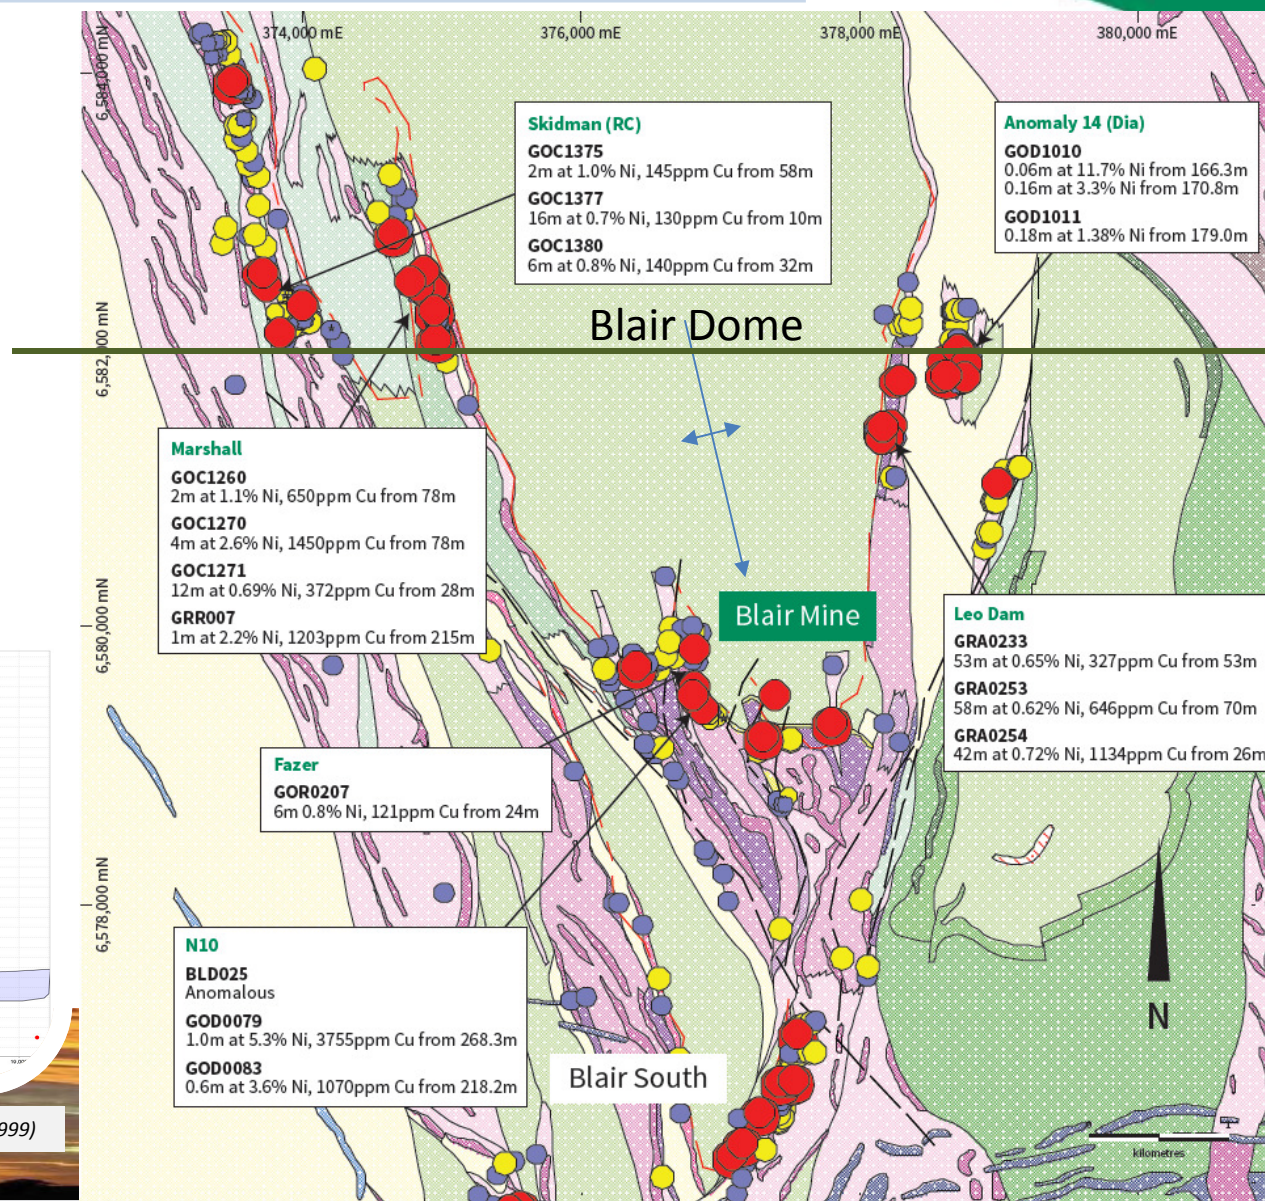 374,000 mE
376,000 mE
378,000 mE
380,000 mE
6,584,000 mN
6,582,000 mN
6,580,000 mN
6,578,000 mN
Skidman (RC)
GOC1375
2m at 1.0% Ni, 145ppm Cu from 58m
GOC1377
16m at 0.7% Ni, 130ppm Cu from 10m
GOC1380
6m at 0.8% Ni, 140ppm Cu from 32m
Anomaly 14 (Dia)
GOD1010
0.06m at 11.7% Ni from 166.3m
0.16m at 3.3% Ni from 170.8m
GOD1011
0.18m at 1.38% Ni from 179.0m
Blair Dome
Marshall
GOC1260
2m at 1.1% Ni, 650ppm Cu from 78m
GOC1270
4m at 2.6% Ni, 1450ppm Cu from 78m
GOC1271
12m at 0.69% Ni, 372ppm Cu from 28m
GRR007
1m at 2.2% Ni, 1203ppm Cu from 215m
Blair Mine
Leo Dam
GRA0233
53m at 0.65% Ni, 327ppm Cu from 53m
GRA0253
58m at 0.62% Ni, 646ppm Cu from 70m
GRA0254
42m at 0.72% Ni, 1134ppm Cu from 26m
Fazer
GOR0207
6m 0.8% Ni, 121ppm Cu from 24m
N10
BLD025
Anomalous
GOD0079
1.0m at 5.3% Ni, 3755ppm Cu from 268.3m
GOD0083
0.6m at 3.6% Ni, 1070ppm Cu from 218.2m
Blair South
N
1
kilometres
999)